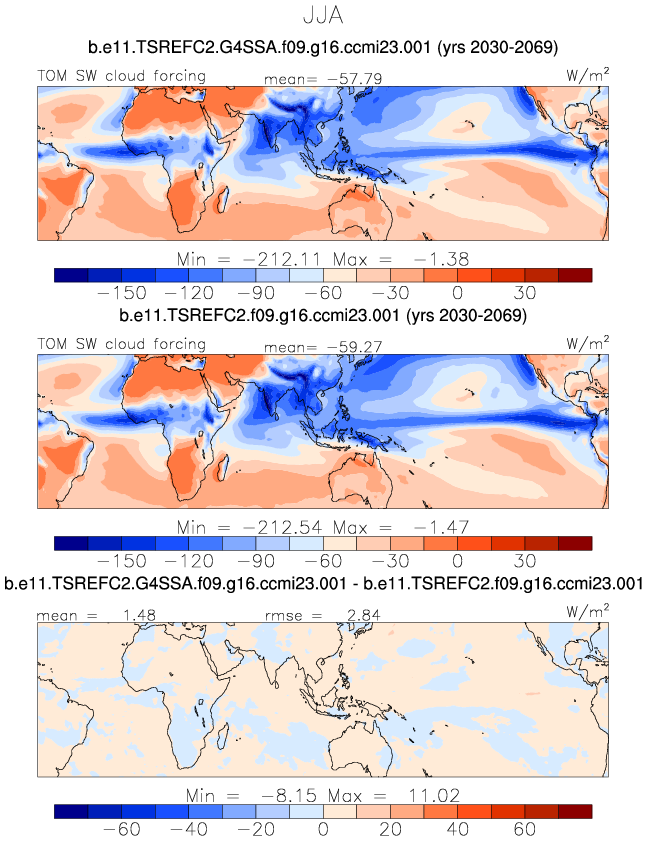 JJA
b.e11.TSREFC2.G4SSA.f09.g16.ccmi23.001 (yrs 2030-2069)
TOM SW cloud forcing mean= −57.79 W/m²
Min = −212.11 Max = −1.38
−150 −120 −90 −60 −30 0 30
b.e11.TSREFC2.f09.g16.ccmi23.001 (yrs 2030-2069)
TOM SW cloud forcing mean= −59.27 W/m²
Min = −212.54 Max = −1.47
−150 −120 −90 −60 −30 0 30
b.e11.TSREFC2.G4SSA.f09.g16.ccmi23.001 - b.e11.TSREFC2.f09.g16.ccmi23.001
mean = 1.48 rmse = 2.84 W/m²
Min = −8.15 Max = 11.02
−60 −40 −20 0 20 40 60